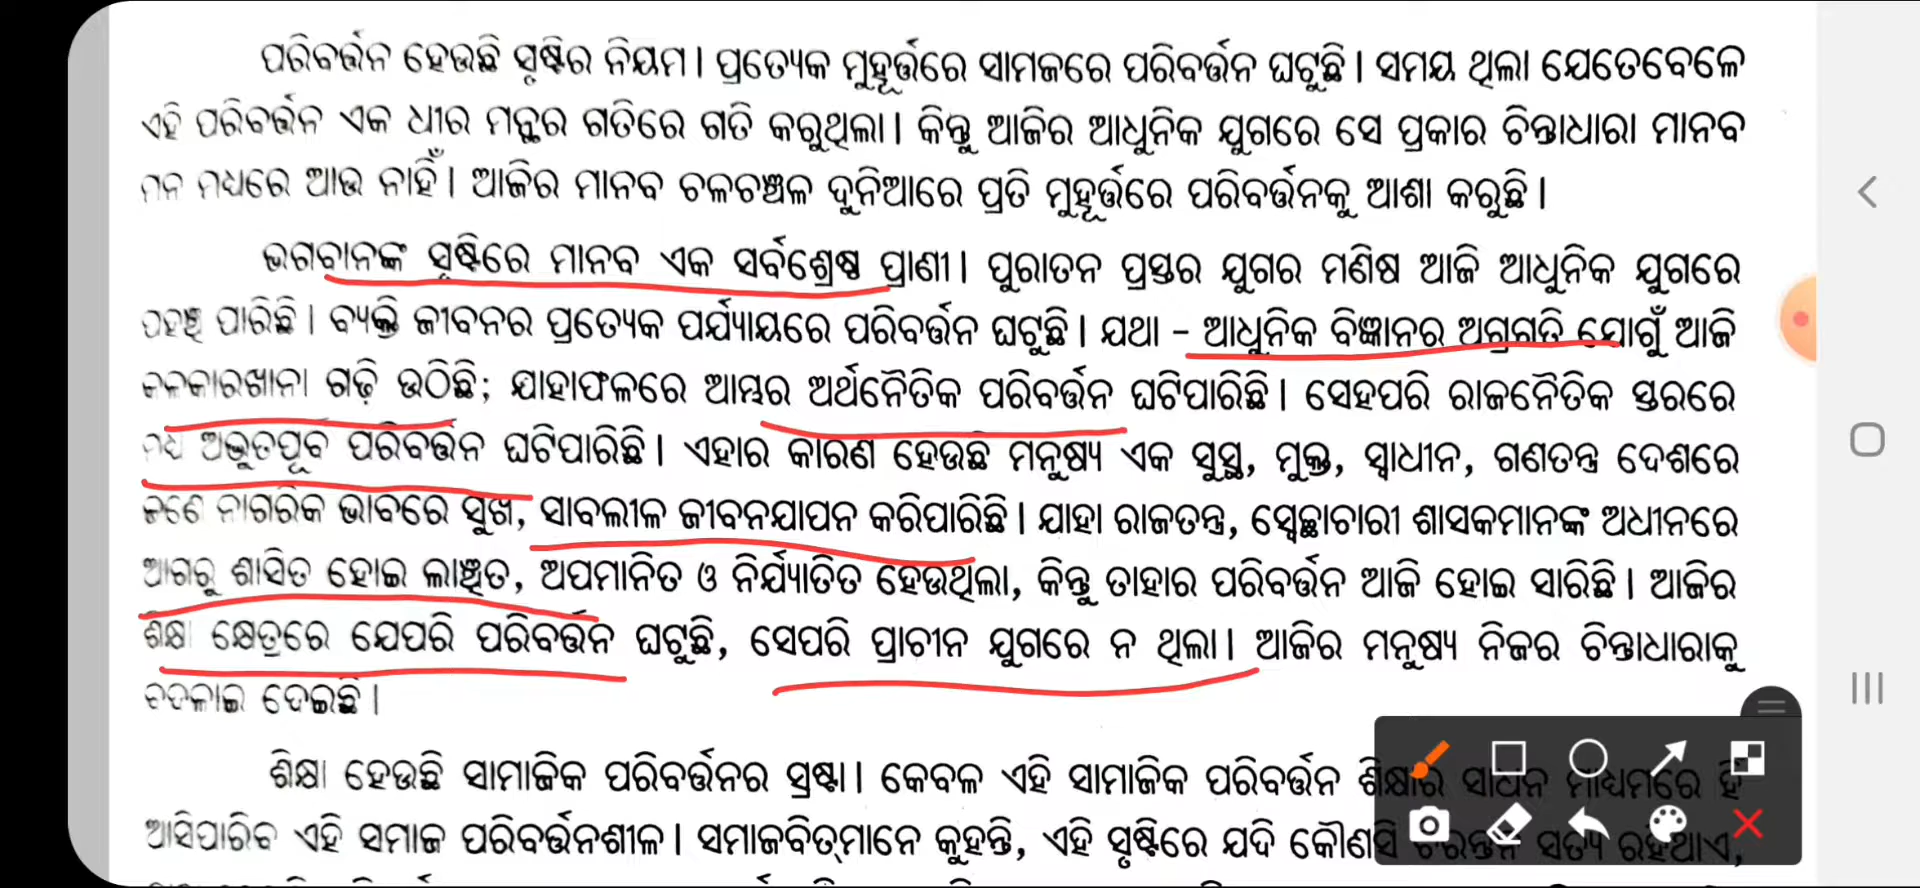 ପରିବର୍ତ୍ତନ ହେଉଛି ସୃଷ୍ଟିର ନିୟମ। ପ୍ରତ୍ୟେକ ମୁହୂର୍ତ୍ତରେ ସାମଜରେ ପରିବର୍ତ୍ତନ ଘଟୁଛି। ସମୟ ଥିଲା ଯେତେବେଳେ
ଏହି ପରିବର୍ତ୍ତନ ଏକ ଧୀର ମନ୍ଥର ଗତିରେ ଗତି କରୁଥିଲା। କିନ୍ତୁ ଆଜିର ଆଧୁନିକ ଯୁଗରେ ସେ ପ୍ରକାର ଚିନ୍ତାଧାରା ମାନବ
ମନ ମଧ୍ୟରେ ଆଉ ନାହିଁ। ଆଜିର ମାନବ ଚଳଚଞ୍ଚଳ ଦୁନିଆରେ ପ୍ରତି ମୁହୂର୍ତ୍ତରେ ପରିବର୍ତ୍ତନକୁ ଆଶା କରୁଛି।
ଭଗବାନଙ୍କ ସୃଷ୍ଟିରେ ମାନବ ଏକ ସର୍ବଶ୍ରେଷ୍ଠ ପ୍ରାଣୀ। ପୁରାତନ ପ୍ରସ୍ତର ଯୁଗର ମଣିଷ ଆଜି ଆଧୁନିକ ଯୁଗରେ
ପହଞ୍ଚି ପାରିଛି। ବ୍ୟକ୍ତି ଜୀବନର ପ୍ରତ୍ୟେକ ପର୍ଯ୍ୟାୟରେ ପରିବର୍ତ୍ତନ ଘଟୁଛି। ଯଥା - ଆଧୁନିକ ବିଜ୍ଞାନର ଅଗ୍ରଗତି ଯୋଗୁଁ ଆଜି
କଳକାରଖାନା ଗଢ଼ି ଉଠିଛି; ଯାହାଫଳରେ ଆମ୍ଭର ଅର୍ଥନୈତିକ ପରିବର୍ତ୍ତନ ଘଟିପାରିଛି। ସେହପରି ରାଜନୈତିକ ସ୍ତରରେ
ମଧ୍ୟ ଅଦ୍ଭୁତପୂର୍ବ ପରିବର୍ତ୍ତନ ଘଟିପାରିଛି। ଏହାର କାରଣ ହେଉଛି ମନୁଷ୍ୟ ଏକ ସୁସ୍ଥ, ମୁକ୍ତ, ସ୍ୱାଧୀନ, ଗଣତନ୍ତ୍ର ଦେଶରେ
ଜଣେ ନାଗରିକ ଭାବରେ ସୁଖ, ସାବଲୀଳ ଜୀବନଯାପନ କରିପାରିଛି। ଯାହା ରାଜତନ୍ତ୍ର, ସ୍ୱେଚ୍ଛାଚାରୀ ଶାସକମାନଙ୍କ ଅଧୀନରେ
ଆଗରୁ ଶାସିତ ହୋଇ ଲାଞ୍ଛିତ, ଅପମାନିତ ଓ ନିର୍ଯ୍ୟାତିତ ହେଉଥିଲା, କିନ୍ତୁ ତାହାର ପରିବର୍ତ୍ତନ ଆଜି ହୋଇ ସାରିଛି। ଆଜିର
ଶିକ୍ଷା କ୍ଷେତ୍ରରେ ଯେପରି ପରିବର୍ତ୍ତନ ଘଟୁଛି, ସେପରି ପ୍ରାଚୀନ ଯୁଗରେ ନ ଥିଲା। ଆଜିର ମନୁଷ୍ୟ ନିଜର ଚିନ୍ତାଧାରାକୁ
ବଦଳାଇ ଦେଇଛି।
ଶିକ୍ଷା ହେଉଛି ସାମାଜିକ ପରିବର୍ତ୍ତନର ସ୍ରଷ୍ଟା। କେବଳ ଏହି ସାମାଜିକ ପରିବର୍ତ୍ତନ ଶିକ୍ଷାର ସାଧନ ମାଧ୍ୟମରେ ହିଁ
ଆସିପାରିବ ଏହି ସମାଜ ପରିବର୍ତ୍ତନଶୀଳ। ସମାଜବିତ୍‌ମାନେ କୁହନ୍ତି, ଏହି ସୃଷ୍ଟିରେ ଯଦି କୌଣସି ଚିରନ୍ତନ ସତ୍ୟ ରହିଥାଏ,